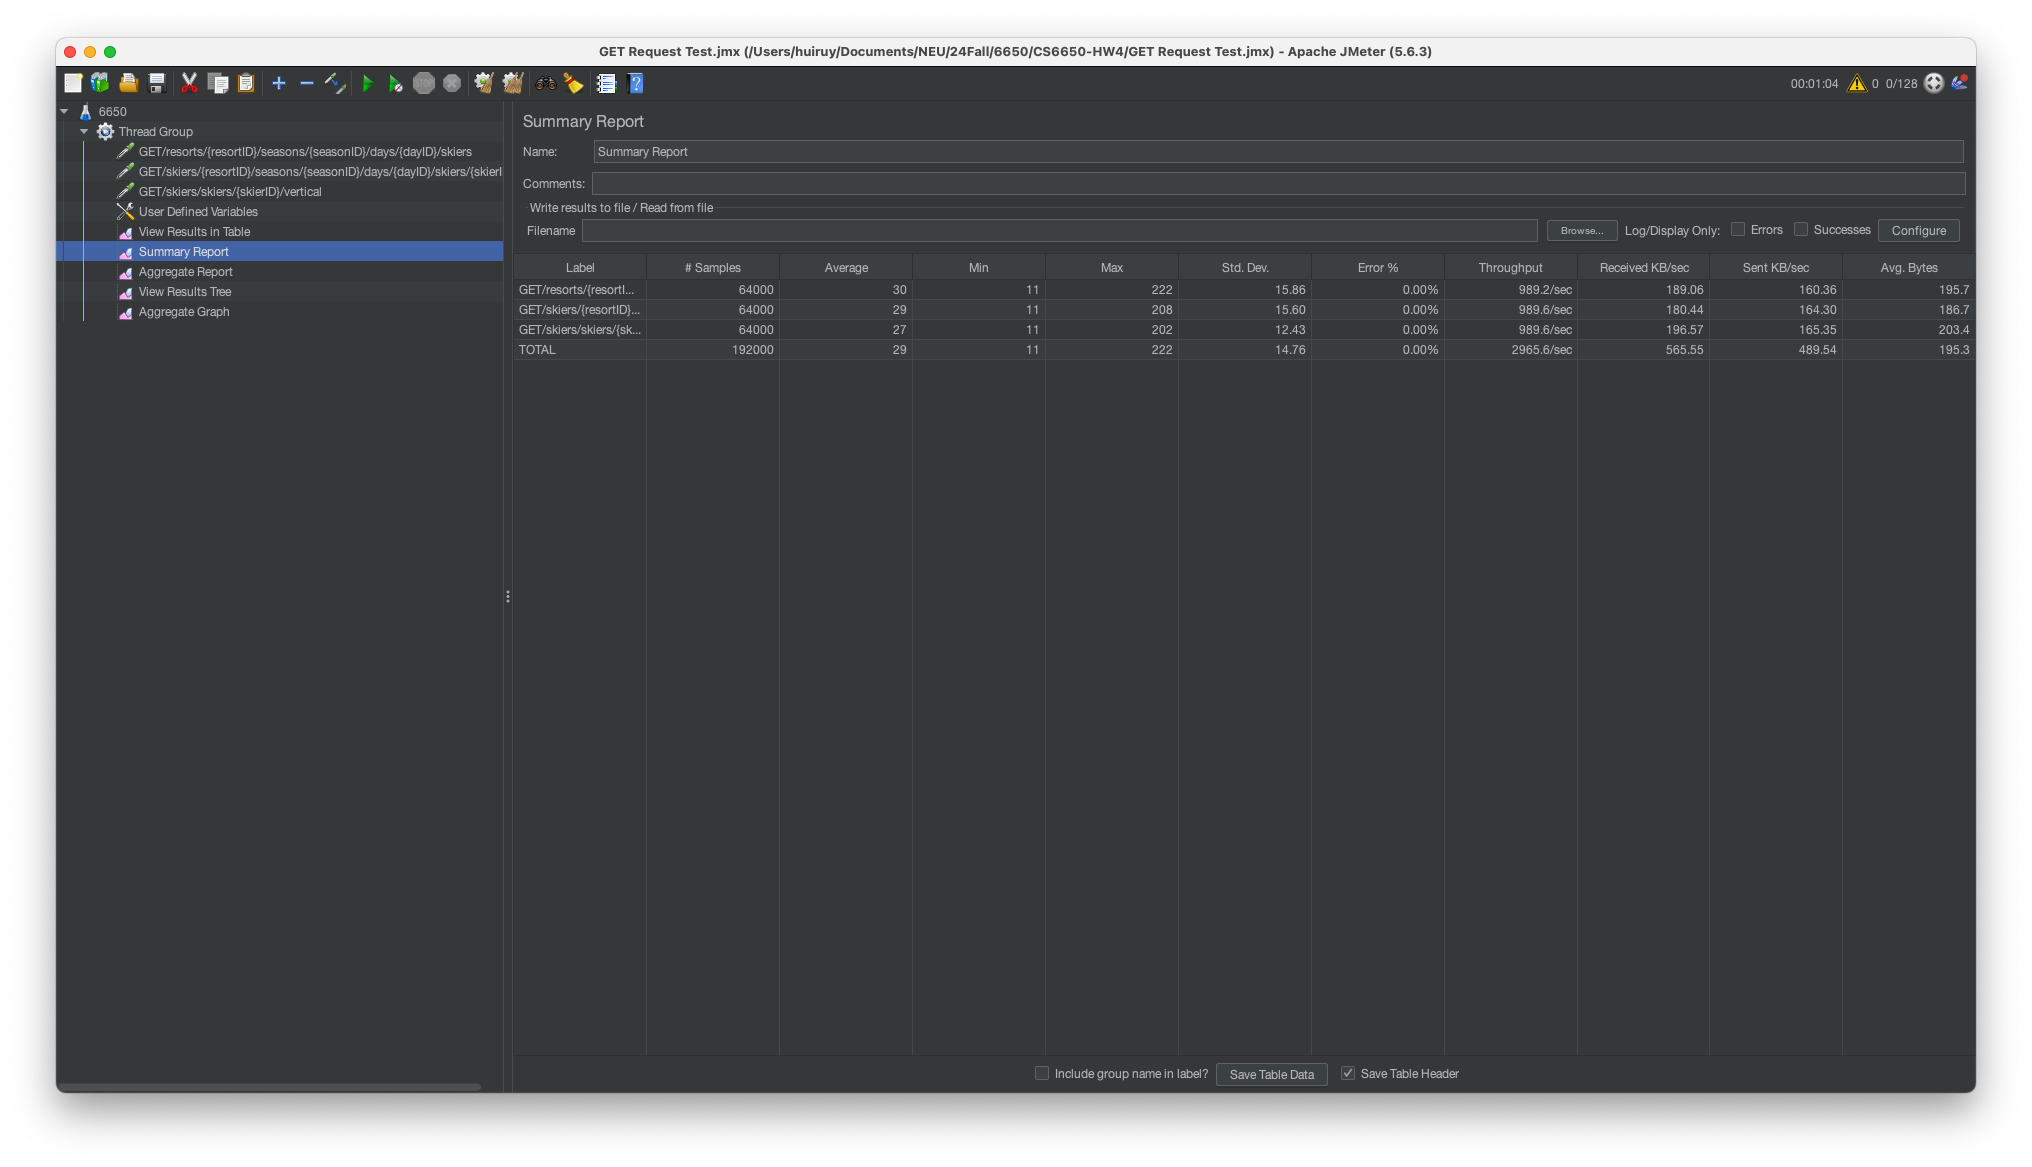 GET Request Test.jmx (/Users/huiruy/Documents/NEU/24Fall/6650/CS6650-HW4/GET Request Test.jmx) - Apache JMeter (5.6.3)
STOP
?
00:01:04 0 0/128
6650
Thread Group
GET/resorts/{resortID}/seasons/{seasonID}/days/{dayID}/skiers
GET/skiers/{resortID}/seasons/{seasonID}/days/{dayID}/skiers/{skierI
GET/skiers/skiers/{skierID}/vertical
User Defined Variables
View Results in Table
Summary Report
Aggregate Report
View Results Tree
Aggregate Graph
Summary Report
Name: Summary Report
Comments:
Write results to file / Read from file
Filename Browse... Log/Display Only: Errors Successes Configure
Label # Samples Average Min Max Std. Dev. Error % Throughput Received KB/sec Sent KB/sec Avg. Bytes
GET/resorts/{resortI... 64000 30 11 222 15.86 0.00% 989.2/sec 189.06 160.36 195.7
GET/skiers/{resortID}... 64000 29 11 208 15.60 0.00% 989.6/sec 180.44 164.30 186.7
GET/skiers/skiers/{sk... 64000 27 11 202 12.43 0.00% 989.6/sec 196.57 165.35 203.4
TOTAL 192000 29 11 222 14.76 0.00% 2965.6/sec 565.55 489.54 195.3
Include group name in label? Save Table Data Save Table Header